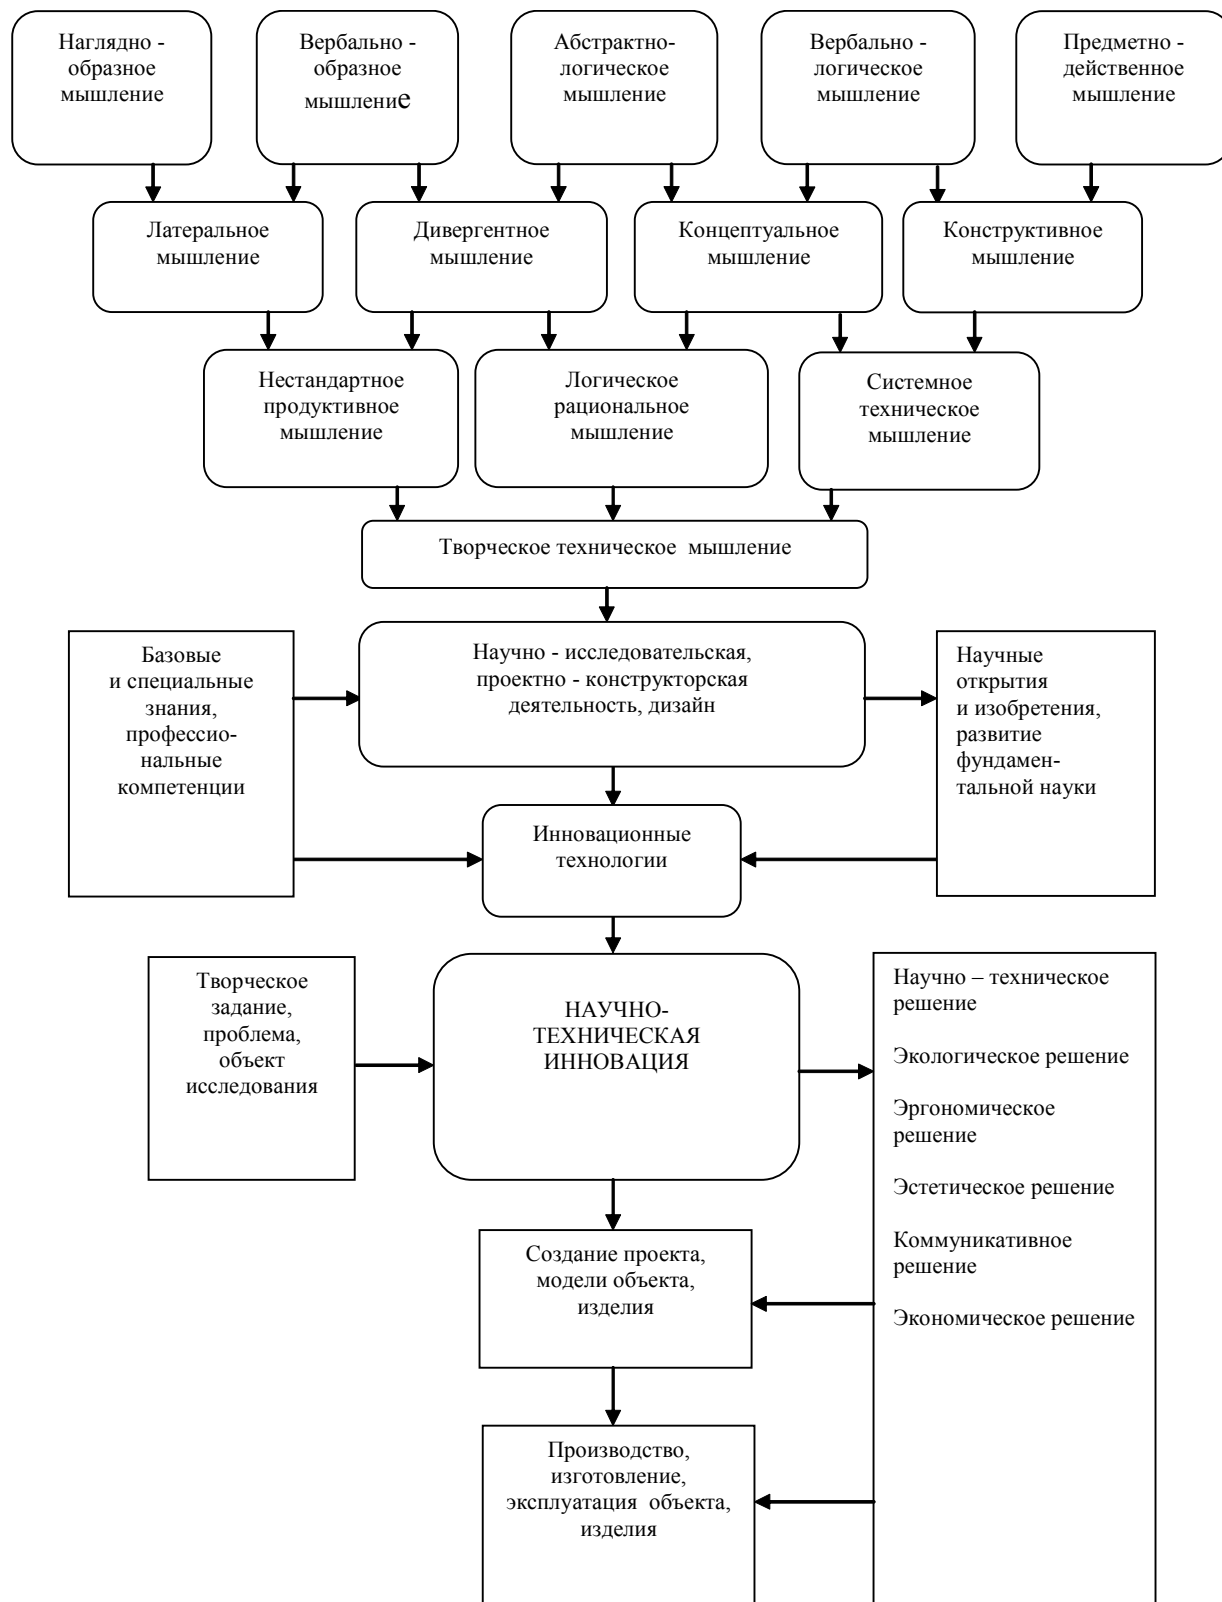 Наглядно -
образное
мышление
Вербально -
образное
мышление
Абстрактно-
логическое
мышление
Вербально -
логическое
мышление
Предметно -
действенное
мышление
Латеральное
мышление
Дивергентное
мышление
Концептуальное
мышление
Конструктивное
мышление
Нестандартное
продуктивное
мышление
Логическое
рациональное
мышление
Системное
техническое
мышление
Творческое техническое  мышление
Базовые
и специальные
знания,
профессио-
нальные
компетенции
Научно - исследовательская,
проектно - конструкторская
деятельность, дизайн
Научные
открытия
и изобретения,
развитие
фундамен-
тальной науки
Инновационные
технологии
Творческое
задание,
проблема,
объект
исследования
НАУЧНО-
ТЕХНИЧЕСКАЯ
ИННОВАЦИЯ
Научно – техническое
решение
Экологическое решение
Эргономическое
решение
Эстетическое решение
Коммуникативное
решение
Экономическое решение
Создание проекта,
модели объекта,
изделия
Производство,
изготовление,
эксплуатация  объекта,
изделия